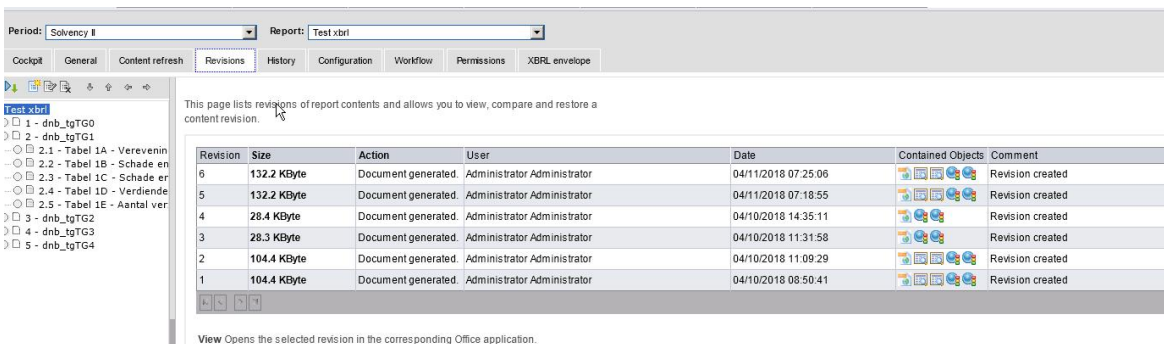 Period: Solvency II Report: Test xbrl
Cockpit General Content refresh Revisions History Configuration Workflow Permissions XBRL envelope
Test xbrl
1 - dnb_tgTG0
2 - dnb_tgTG1
2.1 - Tabel 1A - Verevenin
2.2 - Tabel 1B - Schade en
2.3 - Tabel 1C - Schade en
2.4 - Tabel 1D - Verdiende
2.5 - Tabel 1E - Aantal ver
3 - dnb_tgTG2
4 - dnb_tgTG3
5 - dnb_tgTG4
This page lists revisions of report contents and allows you to view, compare and restore a
content revision.
Revision Size Action User Date Contained Objects Comment
6 132.2 KByte Document generated. Administrator Administrator 04/11/2018 07:25:06 Revision created
5 132.2 KByte Document generated. Administrator Administrator 04/11/2018 07:18:55 Revision created
4 28.4 KByte Document generated. Administrator Administrator 04/10/2018 14:35:11 Revision created
3 28.3 KByte Document generated. Administrator Administrator 04/10/2018 11:31:58 Revision created
2 104.4 KByte Document generated. Administrator Administrator 04/10/2018 11:09:29 Revision created
1 104.4 KByte Document generated. Administrator Administrator 04/10/2018 08:50:41 Revision created
View Opens the selected revision in the corresponding Office application.